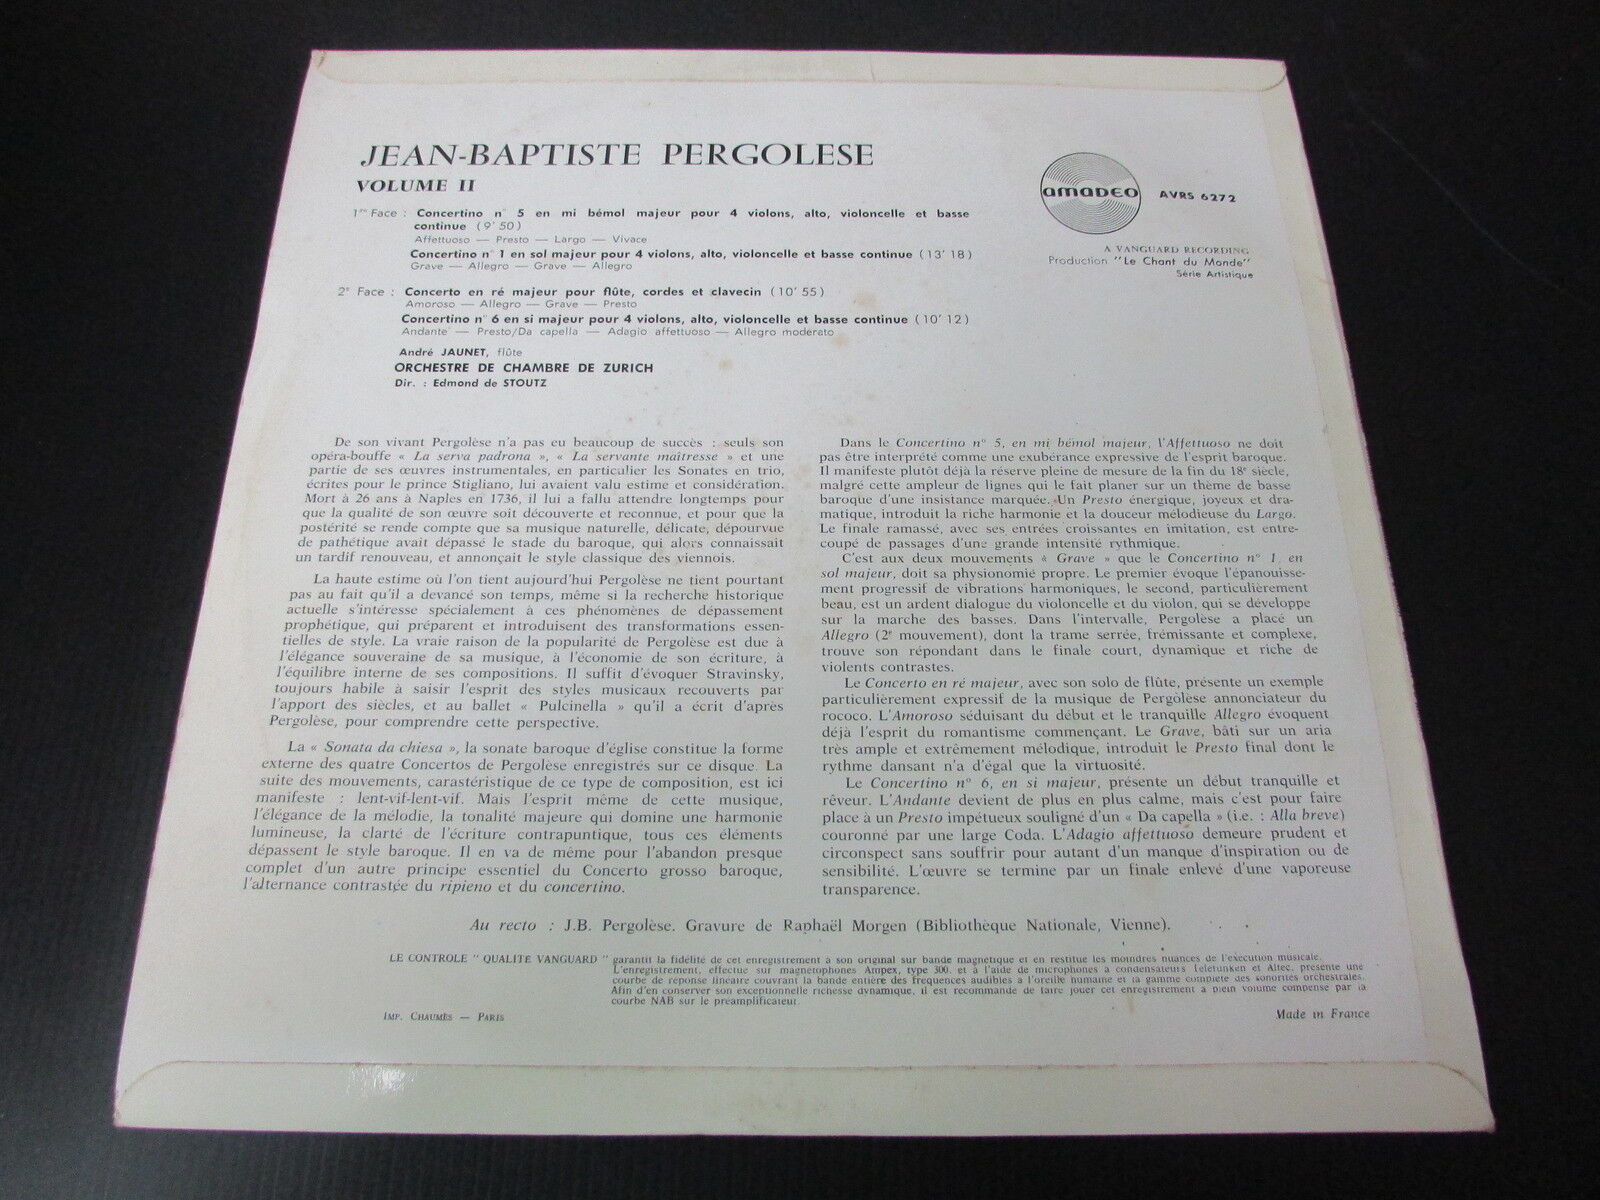 JEAN-BAPTISTE PERGOLESE
VOLUME II
1re Face : Concertino n° 5 en mi bémol majeur pour 4 violons, alto, violoncelle et basse
continue (9'50)
Affettuoso — Presto — Largo — Vivace
Concertino n° 1 en sol majeur pour 4 violons, alto, violoncelle et basse continue (13'18)
Grave — Allegro — Grave — Allegro
2e Face : Concerto en ré majeur pour flûte, cordes et clavecin (10'55)
Amoroso — Allegro — Grave — Presto
Concertino n° 6 en si majeur pour 4 violons, alto, violoncelle et basse continue (10'12)
Andante — Presto/Da capella — Adagio affettuoso — Allegro moderato
André JAUNET, flûte
ORCHESTRE DE CHAMBRE DE ZURICH
Dir. : Edmond de STOUTZ
amadeo
AVRS 6272
A VANGUARD RECORDING
Production "Le Chant du Monde"
Série Artistique
De son vivant Pergolèse n'a pas eu beaucoup de succès : seuls son
opéra-bouffe « La serva padrona », « La servante maîtresse » et une
partie de ses œuvres instrumentales, en particulier les Sonates en trio,
écrites pour le prince Stigliano, lui avaient valu estime et considération.
Mort à 26 ans à Naples en 1736, il lui a fallu attendre longtemps pour
que la qualité de son œuvre soit découverte et reconnue, et pour que la
postérité se rende compte que sa musique naturelle, délicate, dépourvue
de pathétique avait dépassé le stade du baroque, qui alors connaissait
un tardif renouveau, et annonçait le style classique des viennois.
La haute estime où l'on tient aujourd'hui Pergolèse ne tient pourtant
pas au fait qu'il a devancé son temps, même si la recherche historique
actuelle s'intéresse spécialement à ces phénomènes de dépassement
prophétique, qui préparent et introduisent des transformations essen-
tielles de style. La vraie raison de la popularité de Pergolèse est due à
l'élégance souveraine de sa musique, à l'économie de son écriture, à
l'équilibre interne de ses compositions. Il suffit d'évoquer Stravinsky,
toujours habile à saisir l'esprit des styles musicaux recouverts par
l'apport des siècles, et au ballet « Pulcinella » qu'il a écrit d'après
Pergolèse, pour comprendre cette perspective.
La « Sonata da chiesa », la sonate baroque d'église constitue la forme
externe des quatre Concertos de Pergolèse enregistrés sur ce disque. La
suite des mouvements, carastéristique de ce type de composition, est ici
manifeste : lent-vif-lent-vif. Mais l'esprit même de cette musique,
l'élégance de la mélodie, la tonalité majeure qui domine une harmonie
lumineuse, la clarté de l'écriture contrapuntique, tous ces éléments
dépassent le style baroque. Il en va de même pour l'abandon presque
complet d'un autre principe essentiel du Concerto grosso baroque,
l'alternance contrastée du ripieno et du concertino.
Dans le Concertino n° 5, en mi bémol majeur, l'Affettuoso ne doit
pas être interprété comme une exubérance expressive de l'esprit baroque.
Il manifeste plutôt déjà la réserve pleine de mesure de la fin du 18e siècle,
malgré cette ampleur de lignes qui le fait planer sur un thème de basse
baroque d'une insistance marquée. Un Presto énergique, joyeux et dra-
matique, introduit la riche harmonie et la douceur mélodieuse du Largo.
Le finale ramassé, avec ses entrées croissantes en imitation, est entre-
coupé de passages d'une grande intensité rythmique.
C'est aux deux mouvements « Grave » que le Concertino n° 1, en
sol majeur, doit sa physionomié propre. Le premier évoque l'épanouisse-
ment progressif de vibrations harmoniques, le second, particulièrement
beau, est un ardent dialogue du violoncelle et du violon, qui se développe
sur la marche des basses. Dans l'intervalle, Pergolèse a placé un
Allegro (2e mouvement), dont la trame serrée, frémissante et complexe,
trouve son répondant dans le finale court, dynamique et riche de
violents contrastes.
Le Concerto en ré majeur, avec son solo de flûte, présente un exemple
particulièrement expressif de la musique de Pergolèse annonciateur du
rococo. L'Amoroso séduisant du début et le tranquille Allegro évoquent
déjà l'esprit du romantisme commençant. Le Grave, bâti sur un aria
très ample et extrêmement mélodique, introduit le Presto final dont le
rythme dansant n'a d'égal que la virtuosité.
Le Concertino n° 6, en si majeur, présente un début tranquille et
rêveur. L'Andante devient de plus en plus calme, mais c'est pour faire
place à un Presto impétueux souligné d'un « Da capella » (i.e. : Alla breve)
couronné par une large Coda. L'Adagio affettuoso demeure prudent et
circonspect sans souffrir pour autant d'un manque d'inspiration ou de
sensibilité. L'œuvre se termine par un finale enlevé d'une vaporeuse
transparence.
Au recto : J.B. Pergolèse. Gravure de Raphaël Morgen (Bibliothèque Nationale, Vienne).
LE CONTROLE " QUALITE VANGUARD " garantit la fidélité de cet enregistrement à son original sur bande magnétique et en restitue les moindres nuances de l'exécution musicale.
L'enregistrement, effectué sur magnétophones Ampex, type 300, et à l'aide de microphones à condensateurs Telefunken et Altec, présente une
courbe de réponse linéaire couvrant la bande entière des fréquences audibles à l'oreille humaine et la gamme complète des sonorités orchestrales.
Afin d'en conserver son exceptionnelle richesse dynamique, il est recommandé de faire jouer cet enregistrement à plein volume compensé par la
courbe NAB sur le préamplificateur.
IMP. CHAUMÈS — PARIS
Made in France